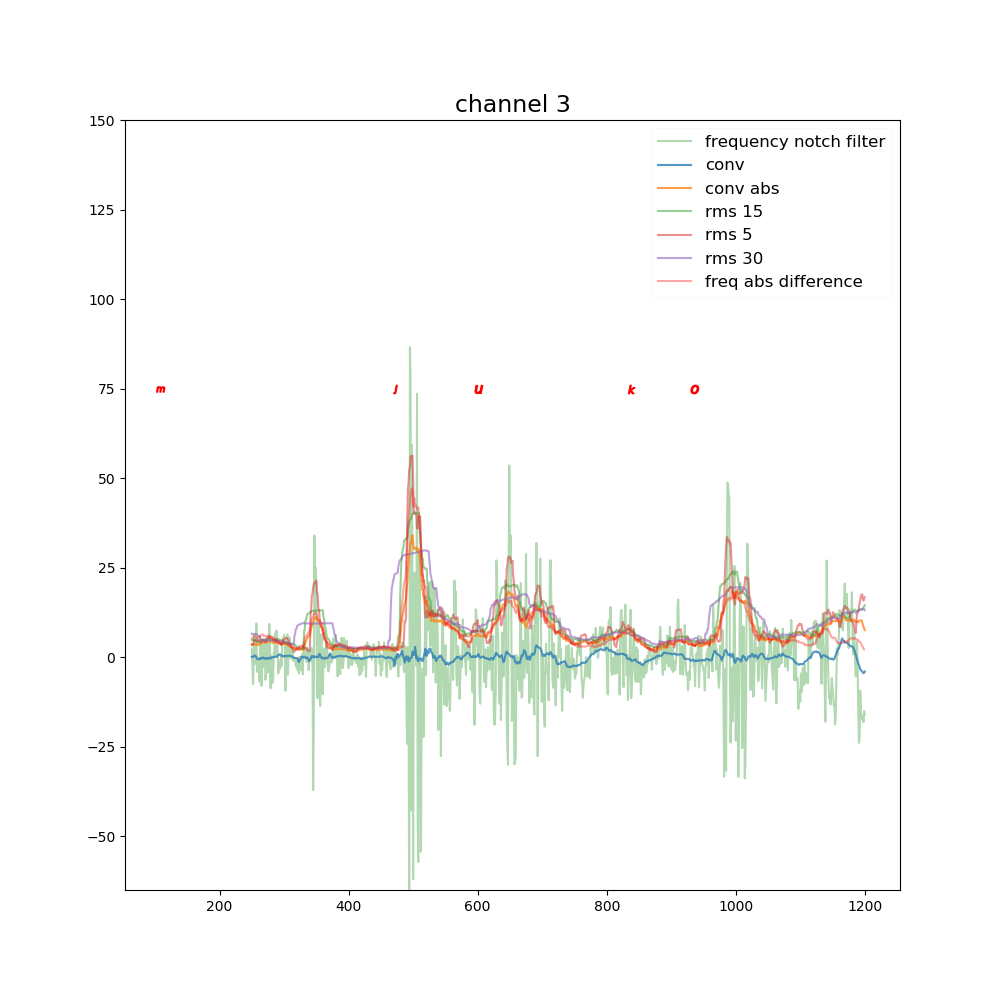 channel 3
150
125
100
75
50
25
0
−25
−50
200 400 600 800 1000 1200
frequency notch filter
conv
conv abs
rms 15
rms 5
rms 30
freq abs difference
m J u k o